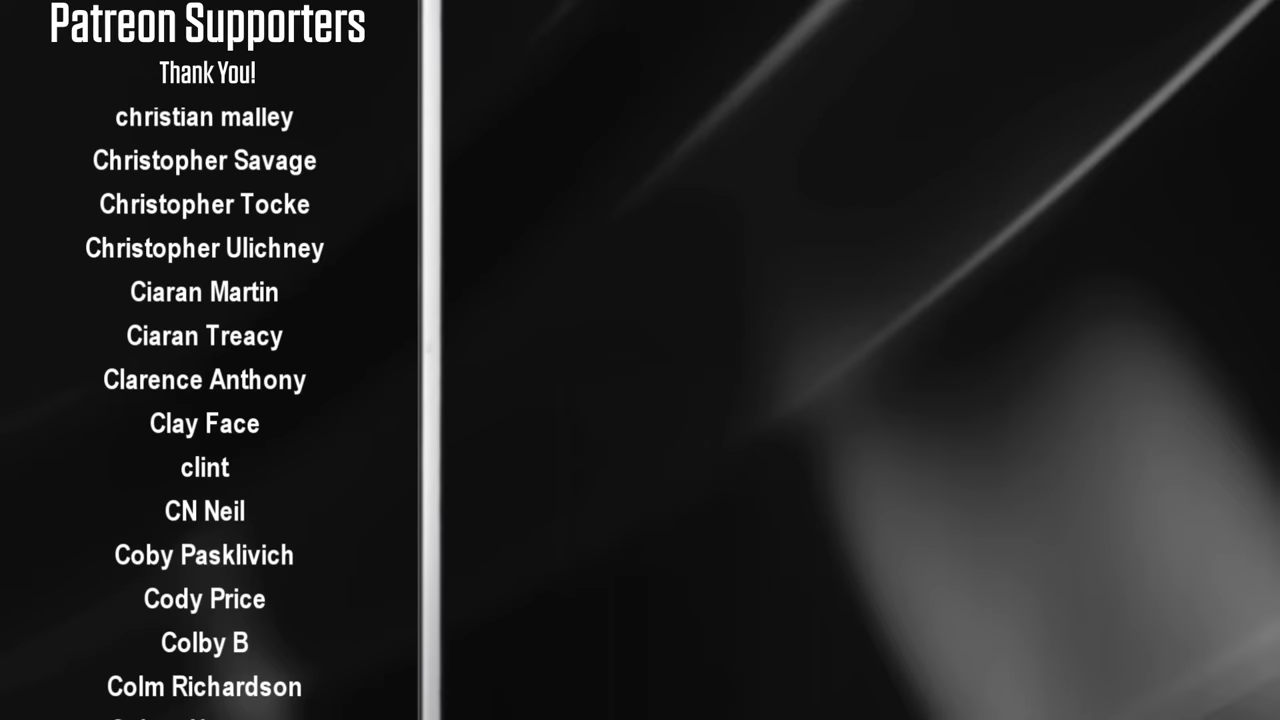 Patreon Supporters
Thank You!
christian malley
Christopher Savage
Christopher Tocke
Christopher Ulichney
Ciaran Martin
Ciaran Treacy
Clarence Anthony
Clay Face
clint
CN Neil
Coby Pasklivich
Cody Price
Colby B
Colm Richardson